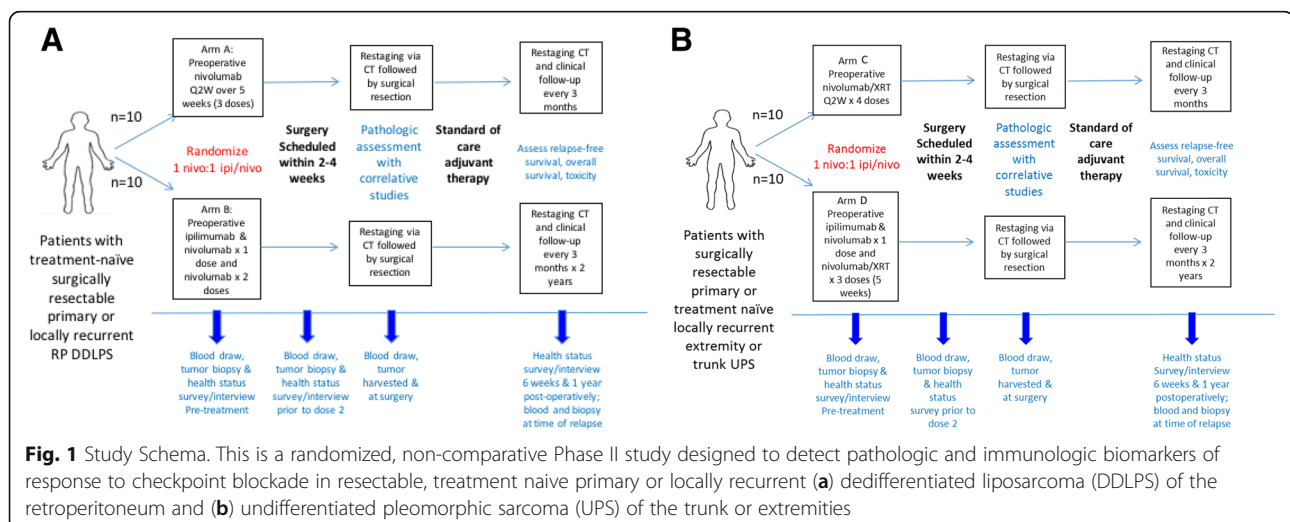 A
Arm A:
Preoperative
nivolumab
Q2W over 5
weeks (3 doses)
Restaging via
CT followed
by surgical
resection
Restaging CT
and clinical
follow-up
every 3
months
n=10
n=10
Randomize
1 nivo:1 ipi/nivo
Surgery
Scheduled
within 2-4
weeks
Pathologic
assessment
with
correlative
studies
Standard of
care
adjuvant
therapy
Assess relapse-free
survival, overall
survival, toxicity
Arm B:
Preoperative
ipilimumab &
nivolumab x 1
dose and
nivolumab x 2
doses
Restaging via
CT followed
by surgical
resection
Restaging CT
and clinical
follow-up
every 3
months x 2
years
Patients with
treatment-naïve
surgically
resectable
primary or
locally recurrent
RP DDLPS
Blood draw,
tumor biopsy &
health status
survey/interview
Pre-treatment
Blood draw,
tumor biopsy &
health status
survey/interview
prior to dose 2
Blood draw,
tumor
harvested &
at surgery
Health status
survey/interview
6 weeks & 1 year
post-operatively;
blood and biopsy
at time of relapse
B
Arm C
Preoperative
nivolumab/XRT
Q2W x 4 doses
Restaging via
CT followed
by surgical
resection
Restaging CT
and clinical
follow-up
every 3
months
n=10
n=10
Randomize
1 nivo:1 ipi/nivo
Surgery
Scheduled
within 2-4
weeks
Pathologic
assessment
with
correlative
studies
Standard of
care
adjuvant
therapy
Assess relapse-free
survival, overall
survival, toxicity
Arm D
Preoperative
ipilimumab &
nivolumab x 1
dose and
nivolumab/XRT
x 3 doses (5
weeks)
Restaging via
CT followed
by surgical
resection
Restaging CT
and clinical
follow-up
every 3
months x 2
years
Patients with
surgically
resectable
primary or
treatment naïve
locally recurrent
extremity or
trunk UPS
Blood draw,
tumor biopsy
& health status
survey/interview
Pre-treatment
Blood draw,
tumor biopsy
& health
status
survey prior to
dose 2
Blood draw,
tumor
harvested &
at surgery
Health status
Survey/interview
6 weeks & 1 year
postoperatively;
blood and biopsy
at time of relapse
Fig. 1 Study Schema. This is a randomized, non-comparative Phase II study designed to detect pathologic and immunologic biomarkers of
response to checkpoint blockade in resectable, treatment naive primary or locally recurrent (a) dedifferentiated liposarcoma (DDLPS) of the
retroperitoneum and (b) undifferentiated pleomorphic sarcoma (UPS) of the trunk or extremities